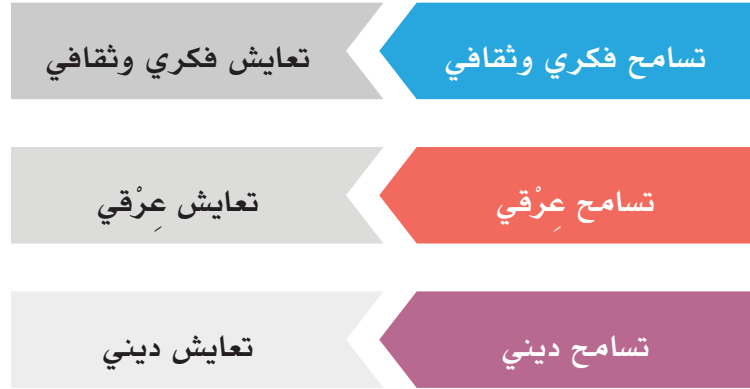 تسامح فكري وثقافي
تعايش فكري وثقافي
تسامح عِرْقي
تعايش عِرْقي
تسامح ديني
تعايش ديني